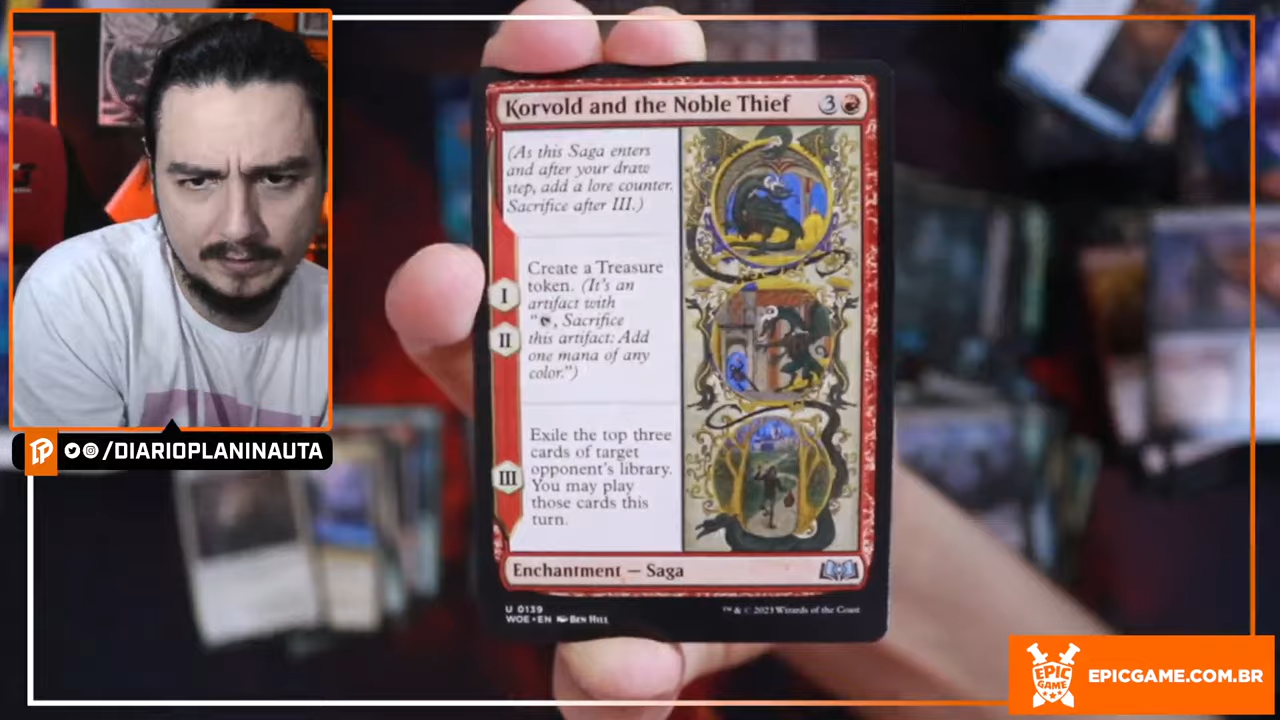 Korvold and the Noble Thief 3
(As this Saga enters
and after your draw
step, add a lore counter.
Sacrifice after III.)
I
II
Create a Treasure
token. (It's an
artifact with
", Sacrifice
this artifact: Add
one mana of any
color.")
III
Exile the top three
cards of target
opponent's library.
You may play
those cards this
turn.
Enchantment — Saga
U 0139
WOE • EN Ben Hill
™ & © 2023 Wizards of the Coast
/DIARIOPLANINAUTA
EPIC
GAME
EPICGAME.COM.BR